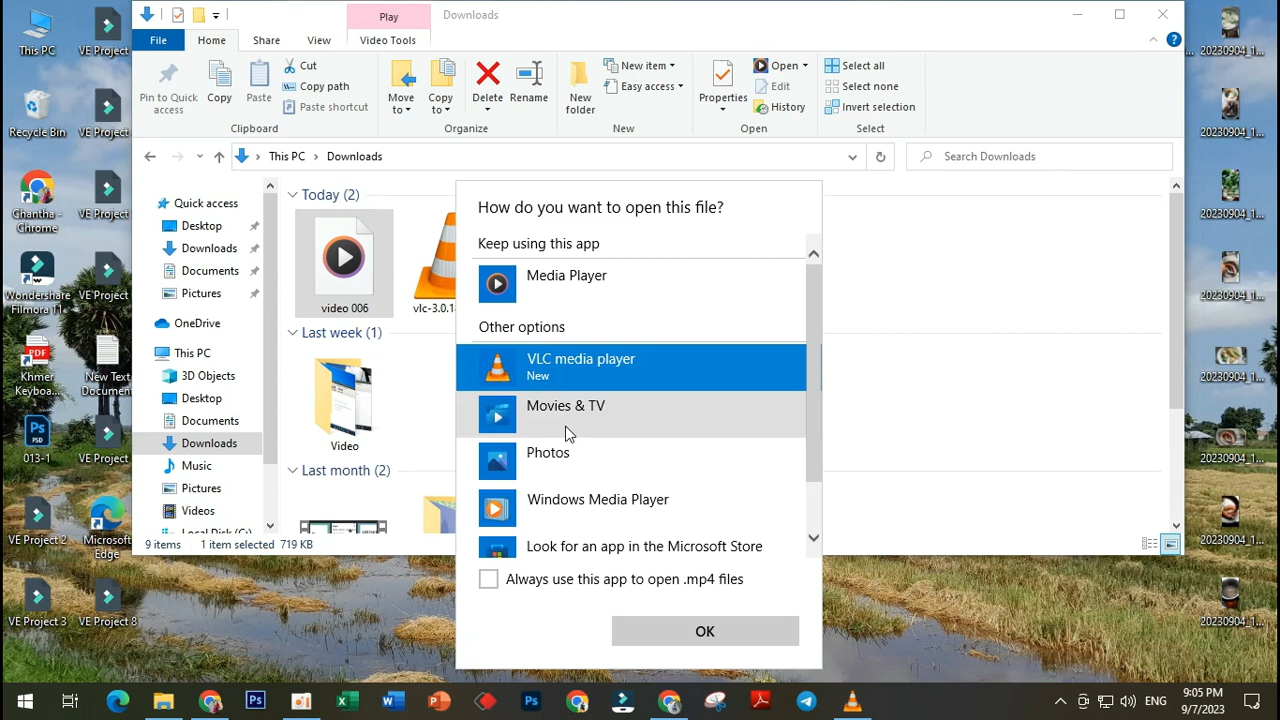 Play
Downloads
File
Home
Share
View
Video Tools
Pin to Quick
access
Copy
Paste
Cut
Copy path
Paste shortcut
Clipboard
Move
to
Copy
to
Delete
Rename
Organize
New
folder
New item
Easy access
New
Properties
Open
Edit
History
Open
Select all
Select none
Invert selection
Select
This PC
Downloads
Search Downloads
Quick access
Desktop
Downloads
Documents
Pictures
OneDrive
This PC
3D Objects
Desktop
Documents
Downloads
Music
Pictures
Videos
Local Disk (C:)
Today (2)
video 006
vlc-3.0.1
Last week (1)
Video
Last month (2)
9 items
1 item selected 719 KB
How do you want to open this file?
Keep using this app
Media Player
Other options
VLC media player
New
Movies & TV
Photos
Windows Media Player
Look for an app in the Microsoft Store
Always use this app to open .mp4 files
OK
This PC
VE Project
Recycle Bin
VE Project
Chantha -
Chrome
VE Project
Wondershare
Filmora 11
VE Project
PDF
Khmer
Keyboa...
New Text
Document
PSD
013-1
VE Project
VE Project 2
Microsoft
Edge
VE Project 3
VE Project 8
20230904_1...
20230904_1...
20230904_1...
20230904_1...
20230904_1...
20230904_1...
20230904_1...
20230904_1...
Ps
Ps
ENG
9:05 PM
9/7/2023